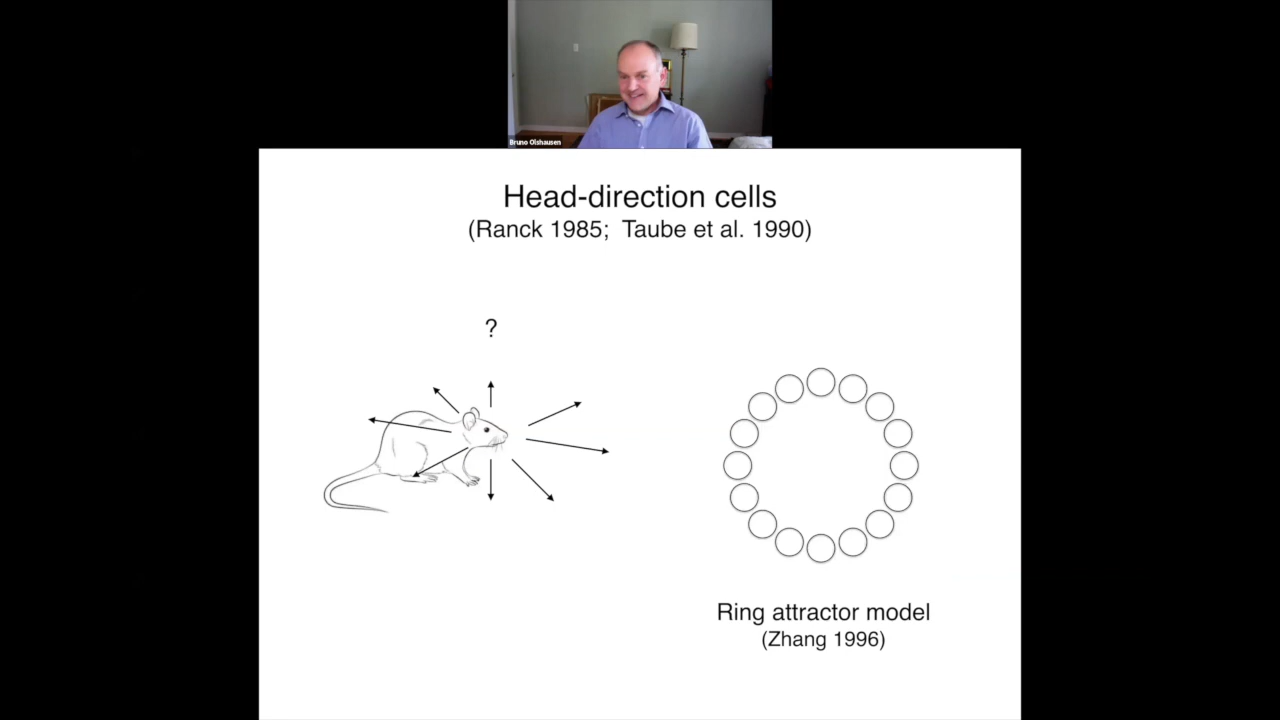 Bruno Olshausen
Head-direction cells
(Ranck 1985; Taube et al. 1990)
?
Ring attractor model
(Zhang 1996)